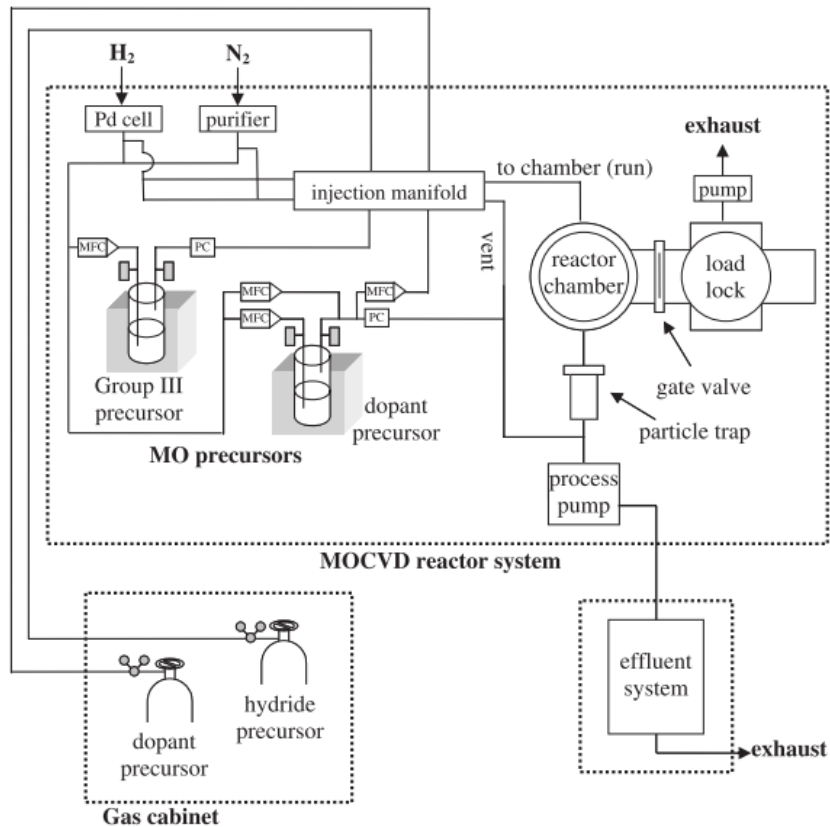 H₂
N₂
Pd cell
purifier
exhaust
pump
to chamber (run)
injection manifold
MFC
PC
vent
reactor
chamber
load
lock
MFC
MFC
MFC
PC
Group III
precursor
dopant
precursor
gate valve
particle trap
MO precursors
process
pump
MOCVD reactor system
effluent
system
hydride
precursor
dopant
precursor
exhaust
Gas cabinet